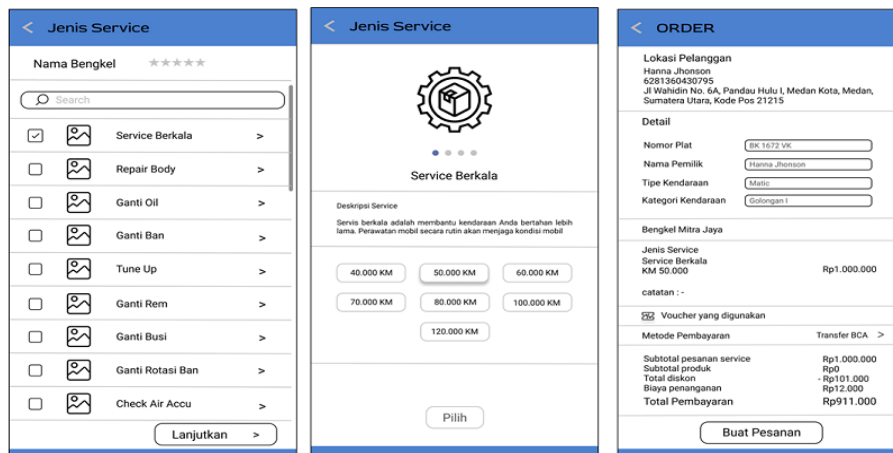 < Jenis Service
Nama Bengkel
Search
Service Berkala >
Repair Body >
Ganti Oil >
Ganti Ban >
Tune Up >
Ganti Rem >
Ganti Busi >
Ganti Rotasi Ban >
Check Air Accu >
Lanjutkan >
< Jenis Service
Service Berkala
Deskripsi Service
Servis berkala adalah membantu kendaraan Anda bertahan lebih
lama. Perawatan mobil secara rutin akan menjaga kondisi mobil
40.000 KM 50.000 KM 60.000 KM
70.000 KM 80.000 KM 100.000 KM
120.000 KM
Pilih
< ORDER
Lokasi Pelanggan
Hanna Jhonson
6281360430795
Jl Wahidin No. 6A, Pandau Hulu I, Medan Kota, Medan,
Sumatera Utara, Kode Pos 21215
Detail
Nomor Plat BK 1672 VK
Nama Pemilik Hanna Jhonson
Tipe Kendaraan Matic
Kategori Kendaraan Golongan I
Bengkel Mitra Jaya
Jenis Service
Service Berkala
KM 50.000 Rp1.000.000
catatan : -
Voucher yang digunakan
Metode Pembayaran Transfer BCA >
Subtotal pesanan service Rp1.000.000
Subtotal produk Rp0
Total diskon - Rp101.000
Biaya penanganan Rp12.000
Total Pembayaran Rp911.000
Buat Pesanan